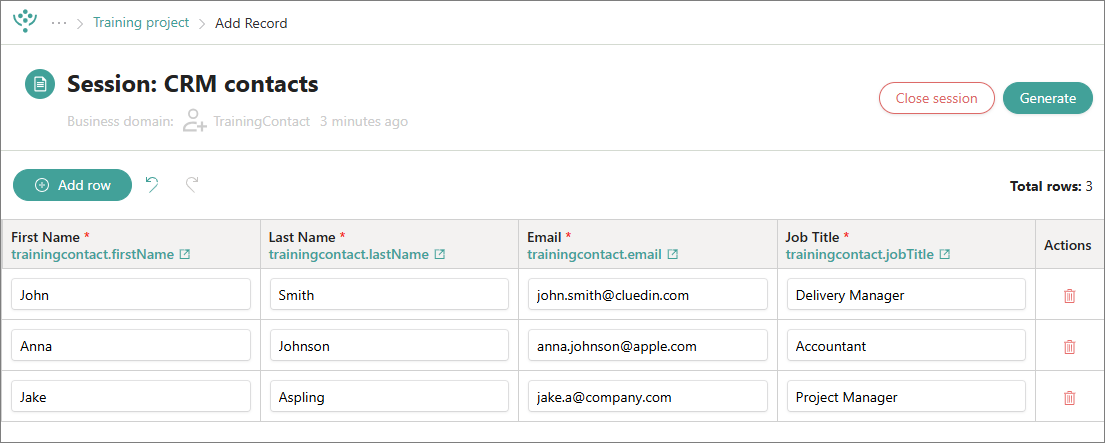 ··· > Training project > Add Record
Session: CRM contacts
Close session
Generate
Business domain: TrainingContact 3 minutes ago
Add row
Total rows: 3
First Name * Last Name * Email * Job Title *
trainingcontact.firstName trainingcontact.lastName trainingcontact.email trainingcontact.jobTitle Actions
John Smith john.smith@cluedin.com Delivery Manager
Anna Johnson anna.johnson@apple.com Accountant
Jake Aspling jake.a@company.com Project Manager